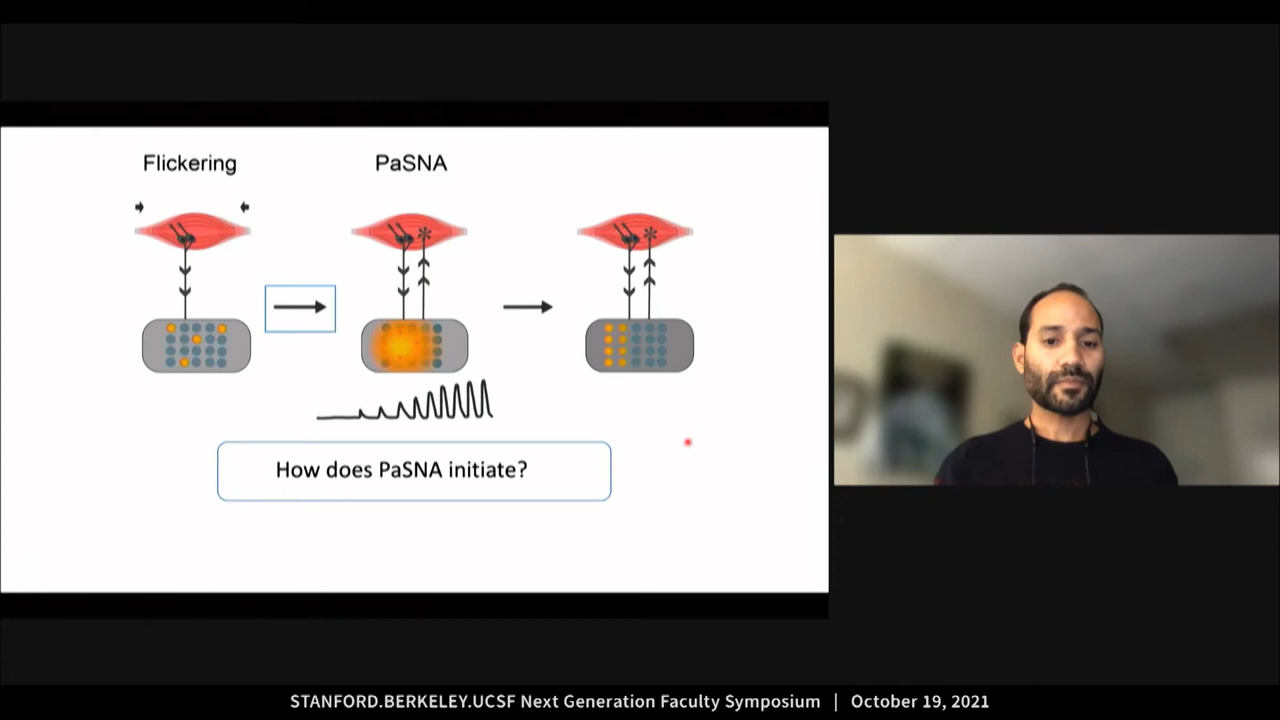 Flickering
PaSNA
How does PaSNA initiate?
STANFORD.BERKELEY.UCSF Next Generation Faculty Symposium | October 19, 2021